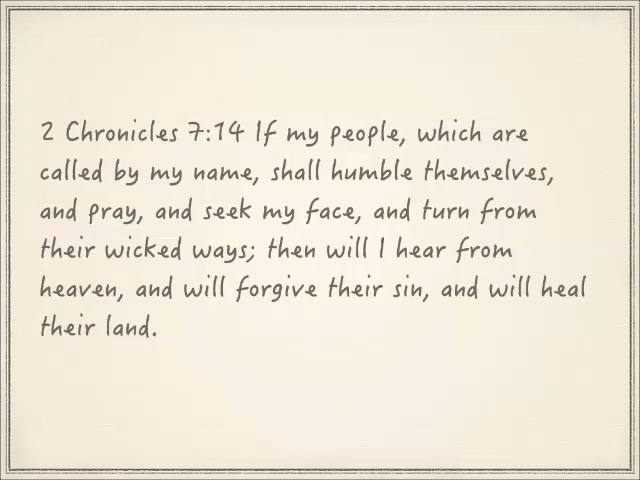 2 Chronicles 7:14 If my people, which are
called by my name, shall humble themselves,
and pray, and seek my face, and turn from
their wicked ways; then will I hear from
heaven, and will forgive their sin, and will heal
their land.